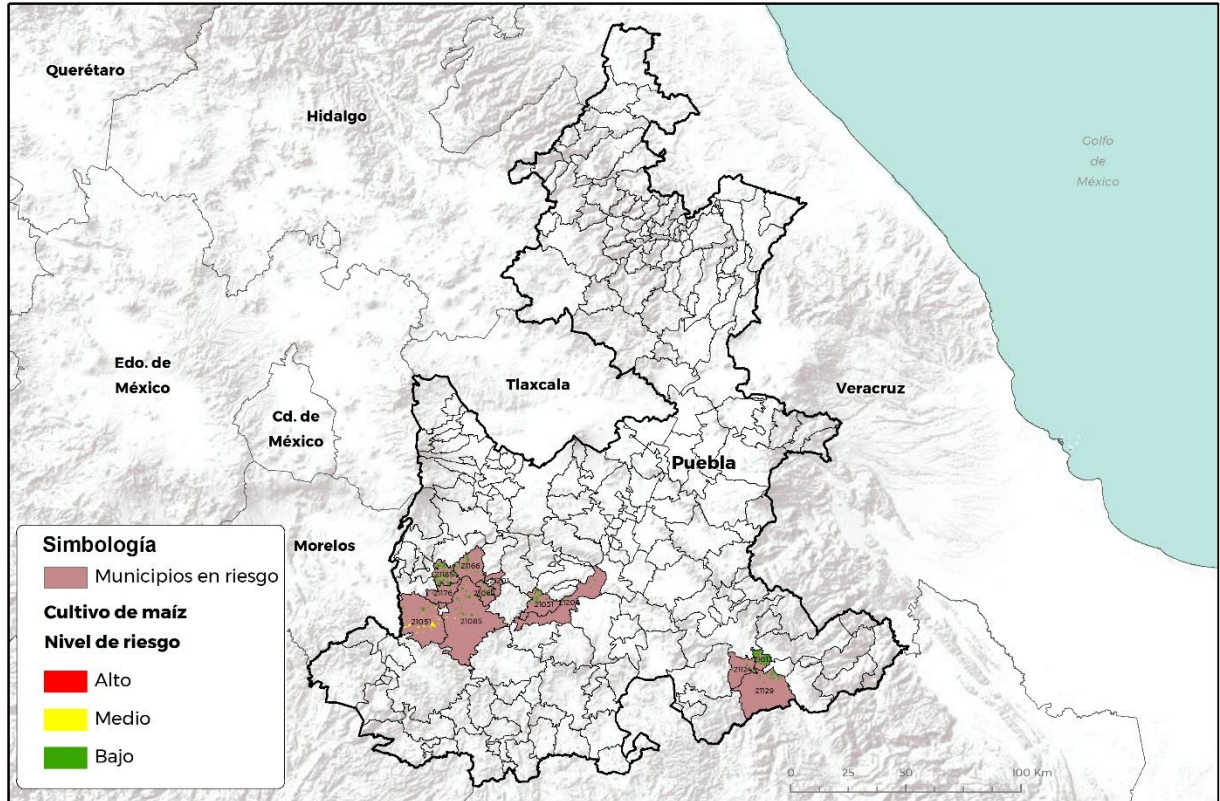 Querétaro
Hidalgo
Golfo
de
México
Edo. de
México
Tlaxcala
Veracruz
Cd. de
México
Puebla
Morelos
Simbología
Municipios en riesgo
Cultivo de maíz
Nivel de riesgo
Alto
Medio
Bajo
21166
21176
21051
21085
21031
21129
0 25 50 100 Km